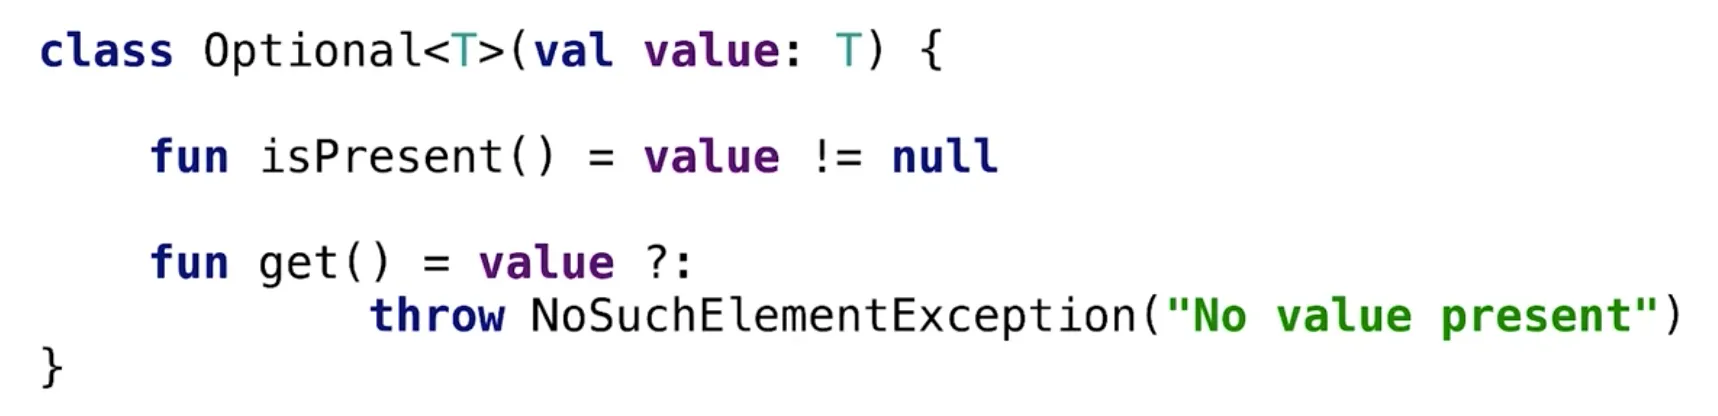 class Optional<T>(val value: T) {
fun isPresent() = value != null
fun get() = value ?:
throw NoSuchElementException("No value present")
}